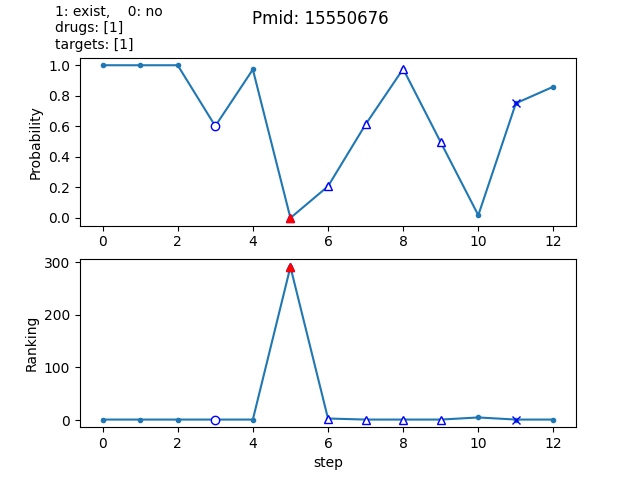 1: exist,    0: no
drugs: [1]
targets: [1]
Pmid: 15550676
Probability
1.0
0.8
0.6
0.4
0.2
0.0
0 2 4 6 8 10 12
Ranking
300
200
100
0
0 2 4 6 8 10 12
step